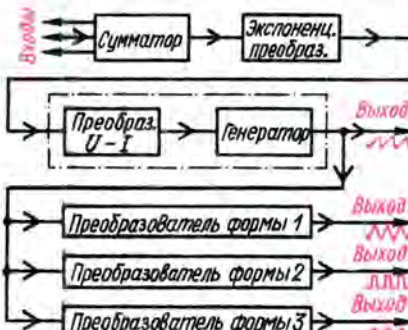 Входы
Сумматор
Экспоненц.
преобраз.
Преобраз.
U-I
Генератор
Выход
Преобразователь формы 1
Выход
Преобразователь формы 2
Выход
Преобразователь формы 3
Выход